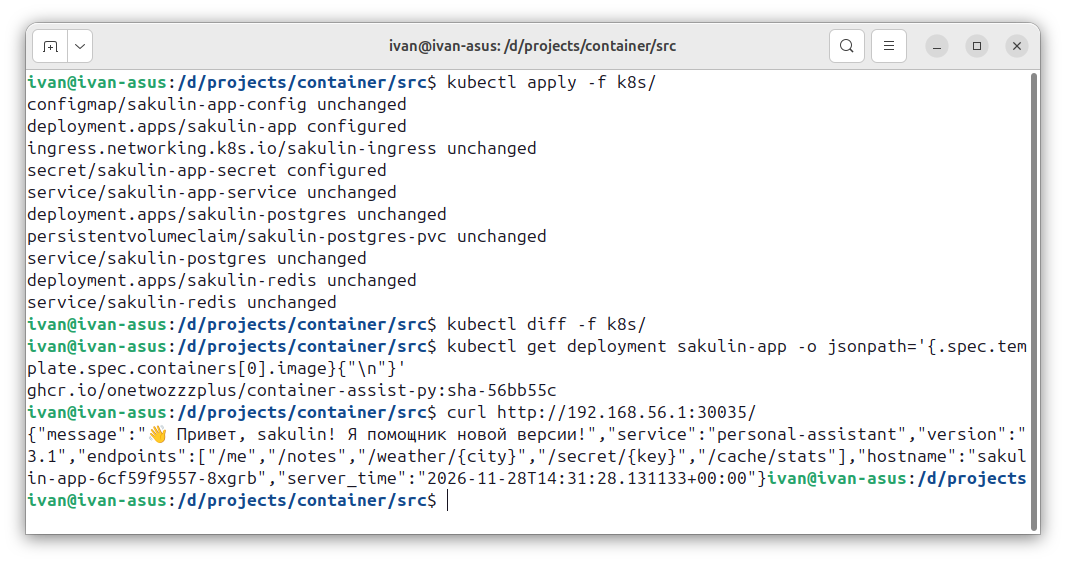 ivan@ivan-asus: /d/projects/container/src
ivan@ivan-asus:/d/projects/container/src$ kubectl apply -f k8s/
configmap/sakulin-app-config unchanged
deployment.apps/sakulin-app configured
ingress.networking.k8s.io/sakulin-ingress unchanged
secret/sakulin-app-secret configured
service/sakulin-app-service unchanged
deployment.apps/sakulin-postgres unchanged
persistentvolumeclaim/sakulin-postgres-pvc unchanged
service/sakulin-postgres unchanged
deployment.apps/sakulin-redis unchanged
service/sakulin-redis unchanged
ivan@ivan-asus:/d/projects/container/src$ kubectl diff -f k8s/
ivan@ivan-asus:/d/projects/container/src$ kubectl get deployment sakulin-app -o jsonpath='{.spec.tem
plate.spec.containers[0].image}{"\n"}'
ghcr.io/onetwozzzplus/container-assist-py:sha-56bb55c
ivan@ivan-asus:/d/projects/container/src$ curl http://192.168.56.1:30035/
{"message":"👋 Привет, sakulin! Я помощник новой версии!","service":"personal-assistant","version":"
3.1","endpoints":["/me","/notes","/weather/{city}","/secret/{key}","/cache/stats"],"hostname":"sakul
in-app-6cf59f9557-8xgrb","server_time":"2026-11-28T14:31:28.131133+00:00"}ivan@ivan-asus:/d/projects
ivan@ivan-asus:/d/projects/container/src$